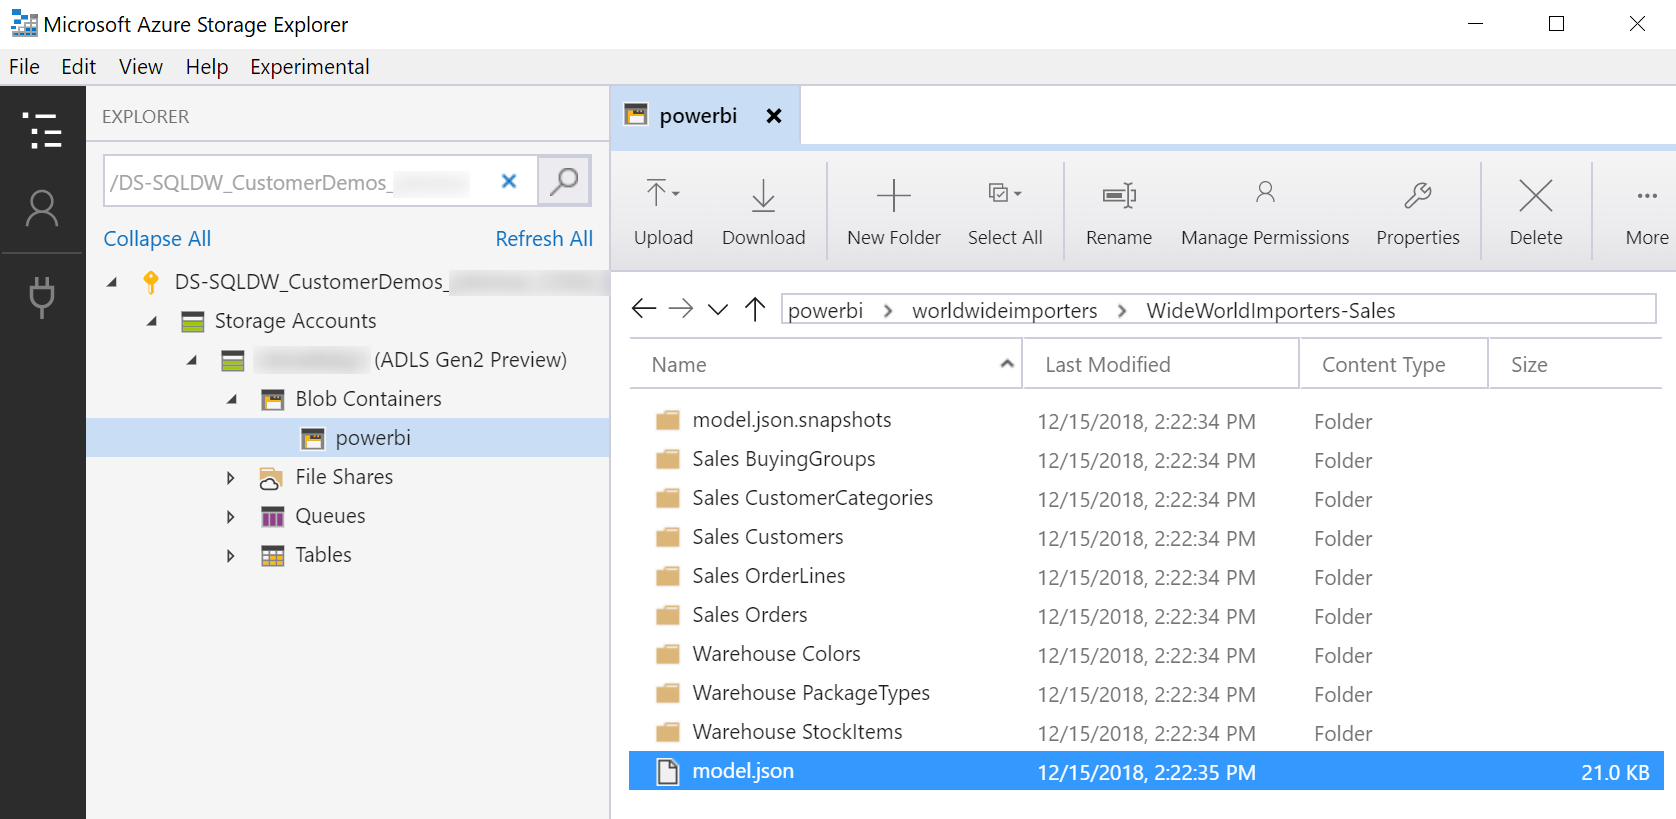 Microsoft Azure Storage Explorer
File Edit View Help Experimental
EXPLORER
/DS-SQLDW_CustomerDemos_
Collapse All Refresh All
DS-SQLDW_CustomerDemos_
Storage Accounts
(ADLS Gen2 Preview)
Blob Containers
powerbi
File Shares
Queues
Tables
powerbi
Upload Download New Folder Select All Rename Manage Permissions Properties Delete More
powerbi > worldwideimporters > WideWorldImporters-Sales
Name Last Modified Content Type Size
model.json.snapshots 12/15/2018, 2:22:34 PM Folder
Sales BuyingGroups 12/15/2018, 2:22:34 PM Folder
Sales CustomerCategories 12/15/2018, 2:22:34 PM Folder
Sales Customers 12/15/2018, 2:22:34 PM Folder
Sales OrderLines 12/15/2018, 2:22:34 PM Folder
Sales Orders 12/15/2018, 2:22:34 PM Folder
Warehouse Colors 12/15/2018, 2:22:34 PM Folder
Warehouse PackageTypes 12/15/2018, 2:22:34 PM Folder
Warehouse StockItems 12/15/2018, 2:22:34 PM Folder
model.json 12/15/2018, 2:22:35 PM 21.0 KB